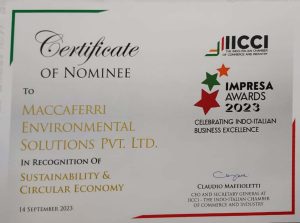 Certificate
OF NOMINEE
TO
MACCAFERRI
ENVIRONMENTAL
SOLUTIONS PVT. LTD.
IN RECOGNITION OF
SUSTAINABILITY &
CIRCULAR ECONOMY
14 SEPTEMBER 2023
IICCI
THE INDO-ITALIAN CHAMBER
OF COMMERCE AND INDUSTRY
IMPRESA
AWARDS
2023
CELEBRATING INDO-ITALIAN
BUSINESS EXCELLENCE
CLAUDIO MAFFIOLETTI
CEO AND SECRETARY GENERAL AT
IICCI - THE INDO-ITALIAN CHAMBER
OF COMMERCE AND INDUSTRY